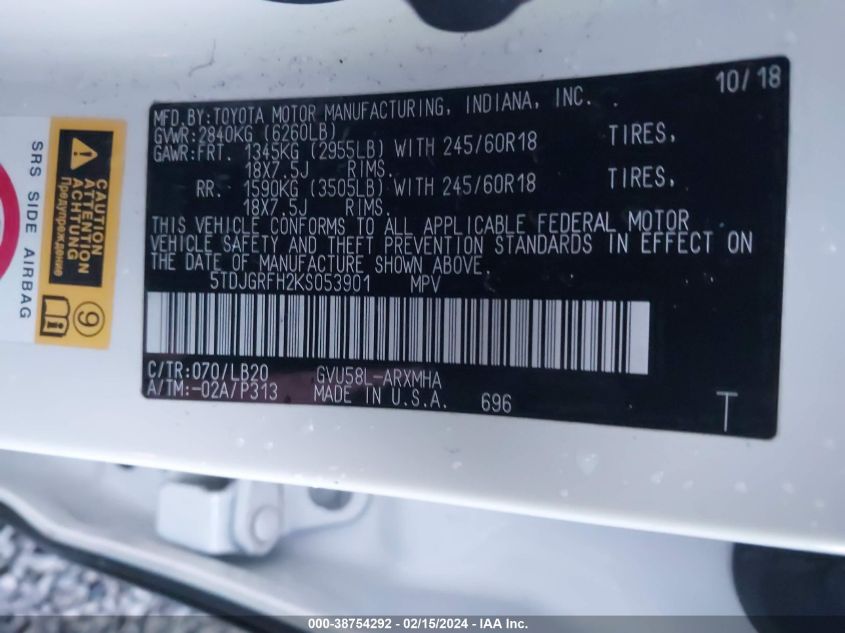 10/18
MFD.BY:TOYOTA MOTOR MANUFACTURING, INDIANA, INC. .
GVWR:2840KG (6260LB)
GAWR:FRT. 1345KG (2955LB) WITH 245/60R18 TIRES,
18X7.5J RIMS.
RR. 1590KG (3505LB) WITH 245/60R18 TIRES,
18X7.5J RIMS.
THIS VEHICLE CONFORMS TO ALL APPLICABLE FEDERAL MOTOR
VEHICLE SAFETY AND THEFT PREVENTION STANDARDS IN EFFECT ON
THE DATE OF MANUFACTURE SHOWN ABOVE.
5TDJGRFH2KS053901 MPV
C/TR:070/LB20 GVU58L-ARXMHA
A/TM:-02A/P313 MADE IN U.S.A. 696 T
CAUTION
ATTENTION
ACHTUNG
Предупреждение
9
SRS SIDE AIRBAG
000-38754292 - 02/15/2024 - IAA Inc.